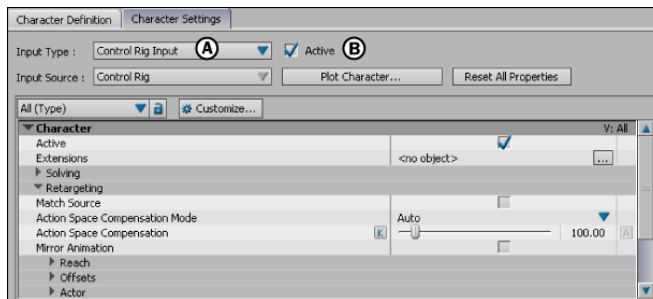 Character Definition Character Settings
Input Type : Control Rig Input A Active B
Input Source : Control Rig Plot Character... Reset All Properties
All (Type) Customize...
Character V: All
Active
Extensions <no object> ...
Solving
Retargeting
Match Source
Action Space Compensation Mode Auto
Action Space Compensation K 100.00 A
Mirror Animation
Reach
Offsets
Actor